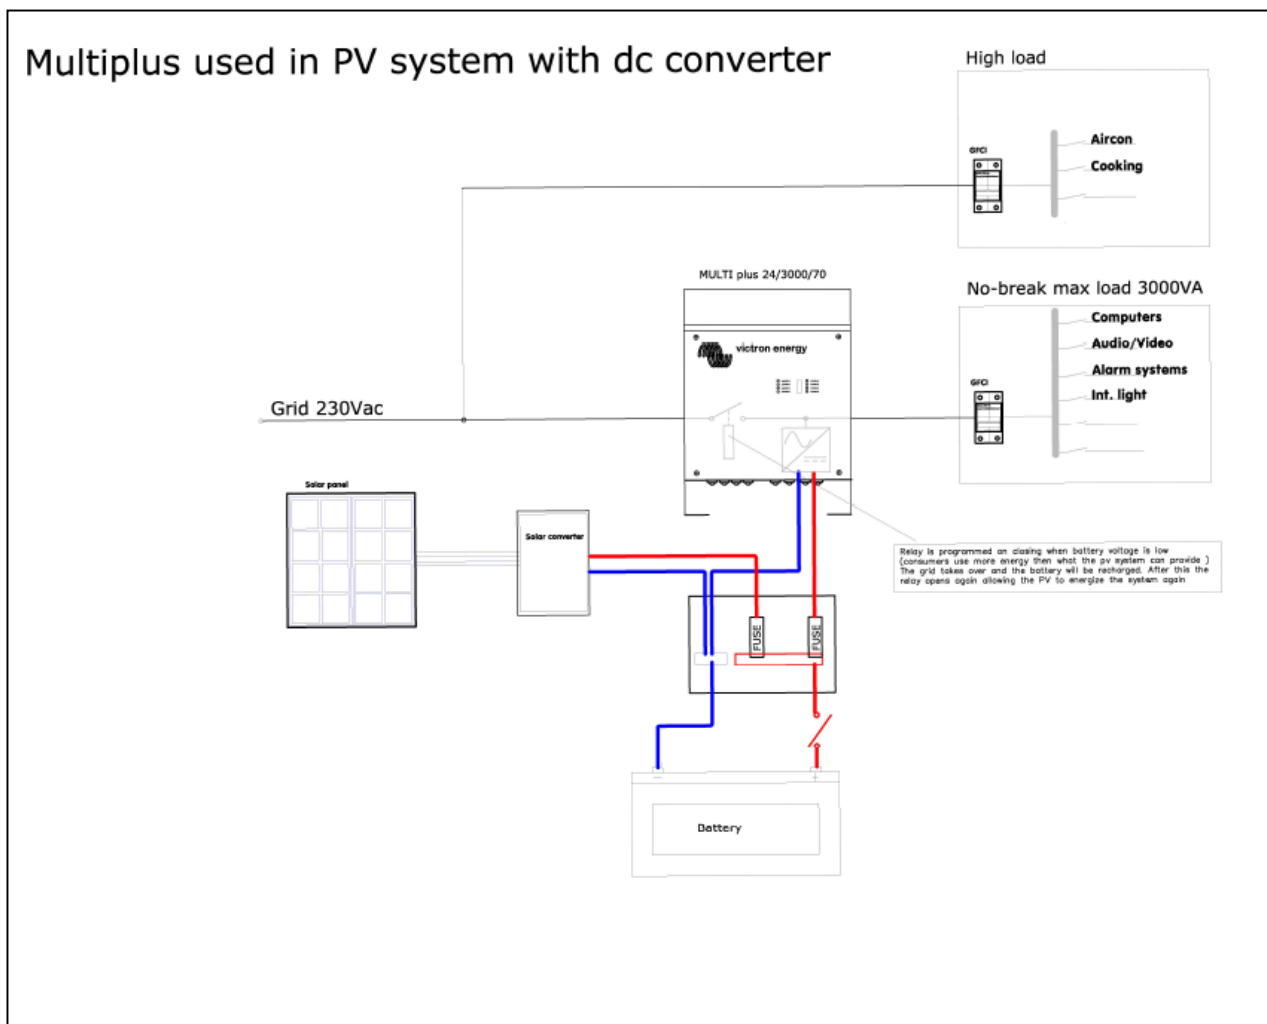 Multiplus used in PV system with dc converter
High load
GFCI
Aircon
Cooking
MULTI plus 24/3000/70
No-break max load 3000VA
victron energy
Computers
Audio/Video
Alarm systems
Int. light
GFCI
Grid 230Vac
Solar panel
Solar converter
Relay is programmed on closing when battery voltage is low
(consumers use more energy then what the pv system can provide )
The grid takes over and the battery will be recharged. After this the
relay opens again allowing the PV to energize the system again
FUSE
FUSE
Battery